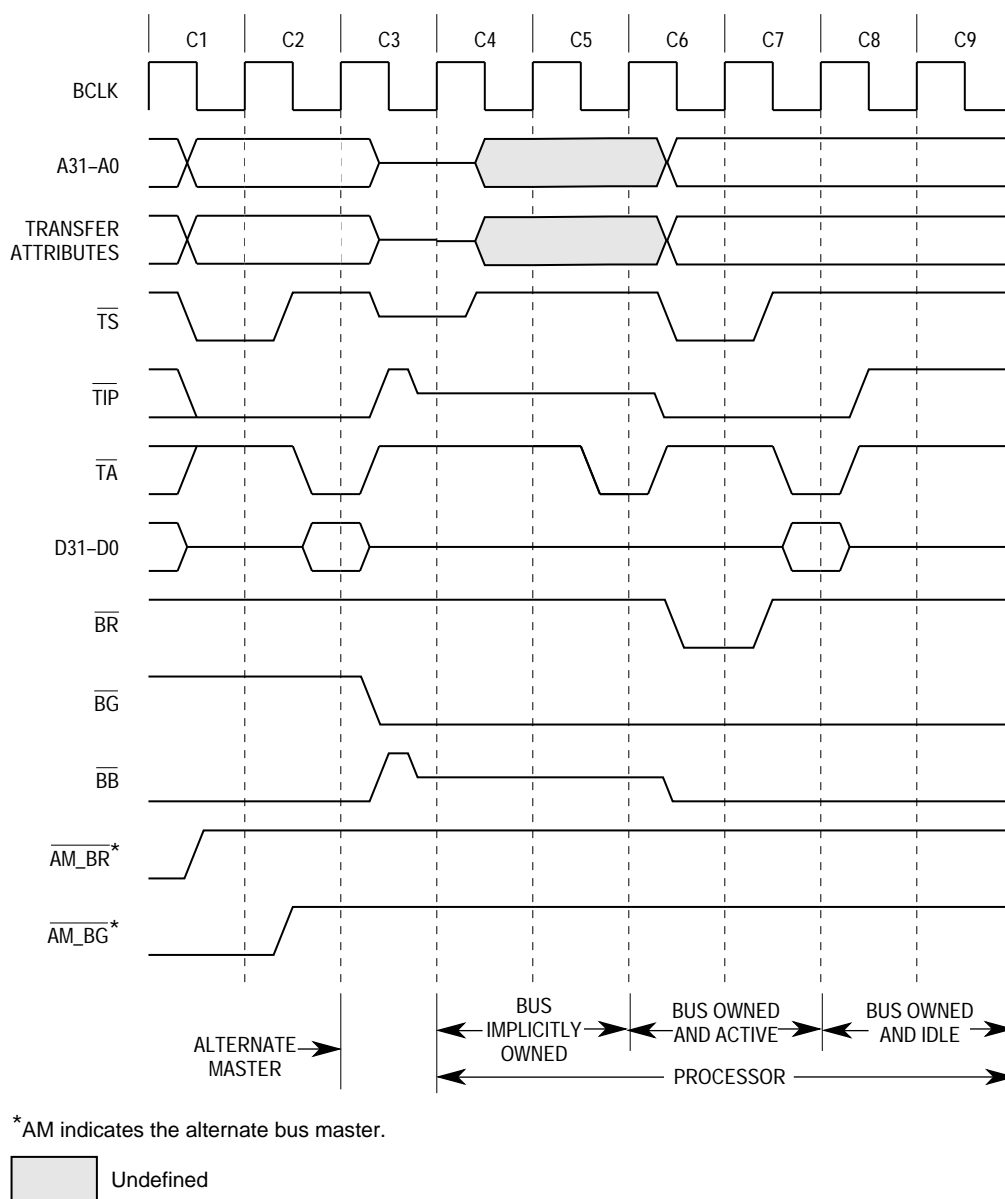 C1 C2 C3 C4 C5 C6 C7 C8 C9
BCLK
A31–A0
TRANSFER
ATTRIBUTES
TS
TIP
TA
D31–D0
BR
BG
BB
AM_BR*
AM_BG*
ALTERNATE
MASTER
BUS
IMPLICITLY
OWNED
BUS OWNED
AND ACTIVE
BUS OWNED
AND IDLE
PROCESSOR
*AM indicates the alternate bus master.
Undefined